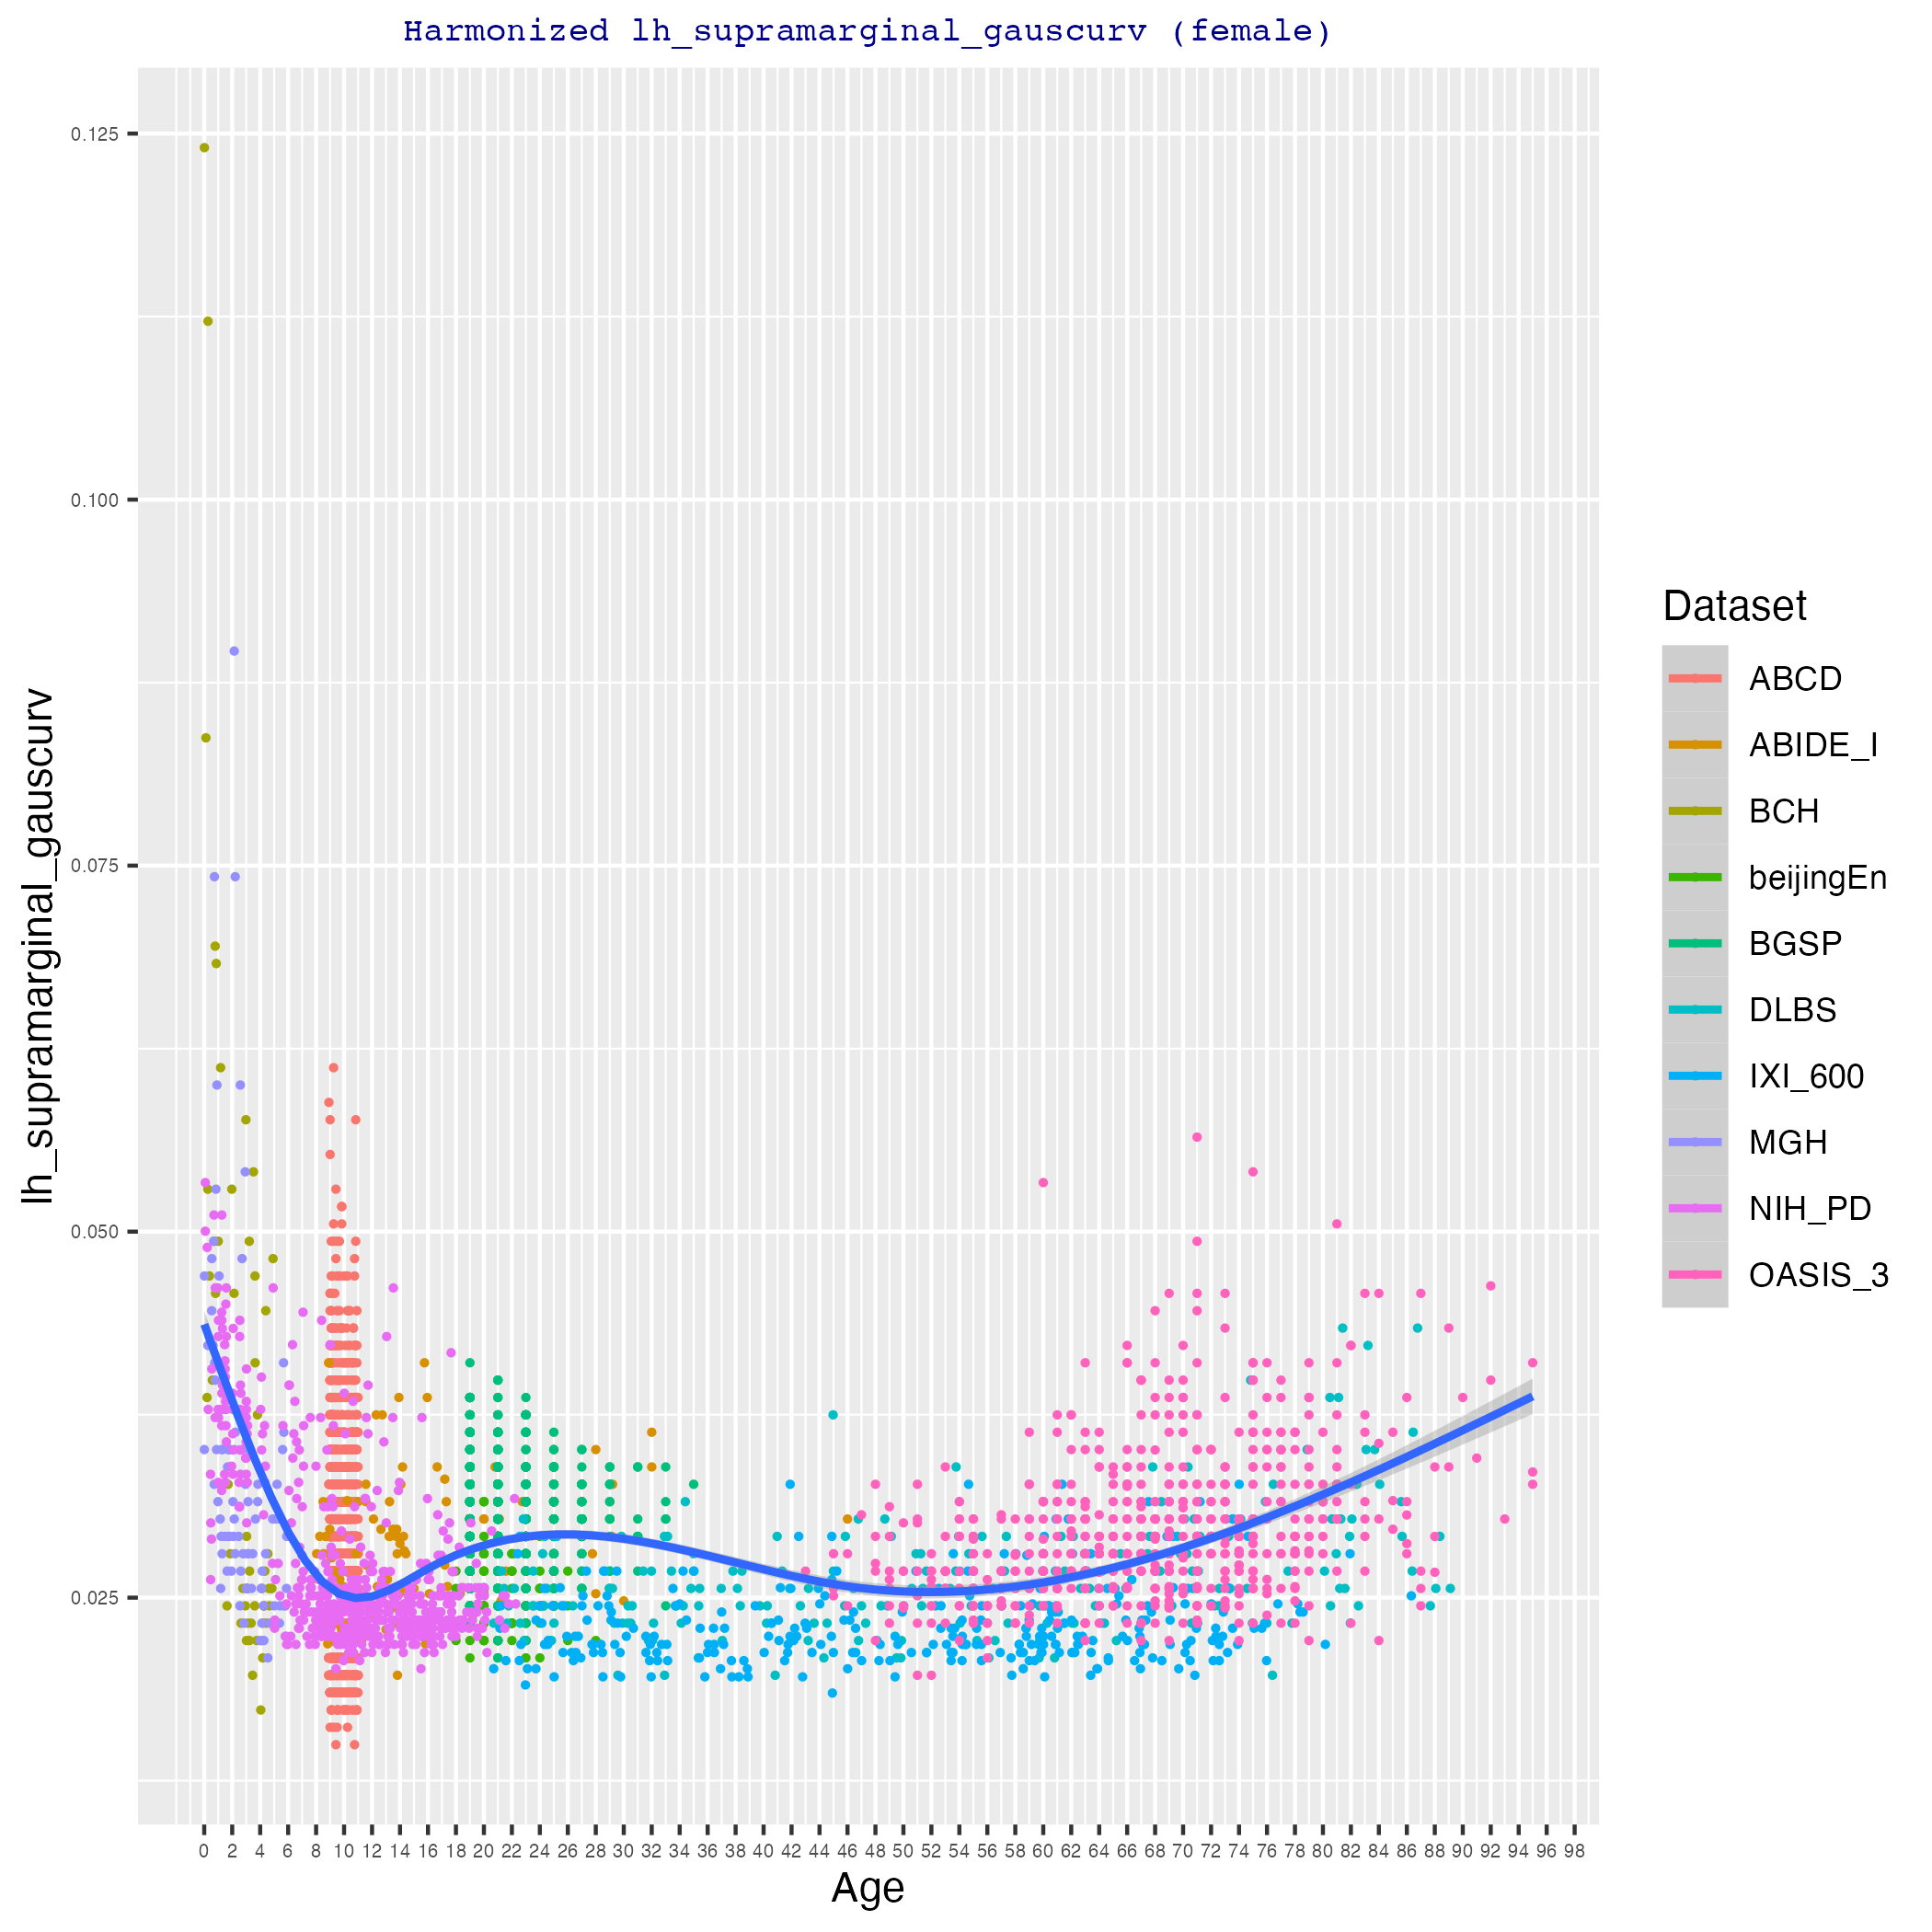 Harmonized lh_supramarginal_gauscurv (female)
0.125
0.100
0.075
0.050
0.025
lh_supramarginal_gauscurv
0 2 4 6 8 10 12 14 16 18 20 22 24 26 28 30 32 34 36 38 40 42 44 46 48 50 52 54 56 58 60 62 64 66 68 70 72 74 76 78 80 82 84 86 88 90 92 94 96 98
Age
Dataset
ABCD
ABIDE_I
BCH
beijingEn
BGSP
DLBS
IXI_600
MGH
NIH_PD
OASIS_3